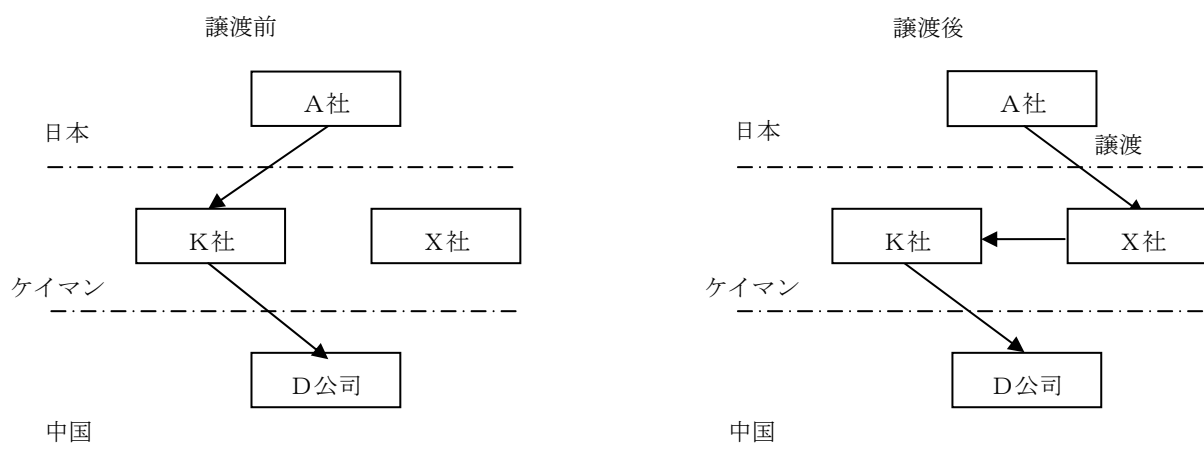 譲渡前
A社
日本
K社
X社
ケイマン
D公司
中国
譲渡後
A社
日本
譲渡
K社
X社
ケイマン
D公司
中国